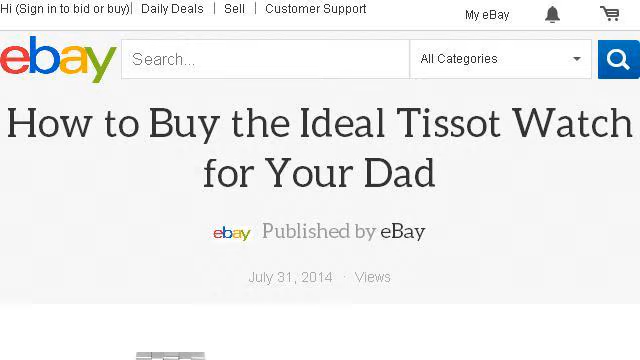 Hi (Sign in to bid or buy)| Daily Deals | Sell | Customer Support My eBay
ebay Search... All Categories
How to Buy the Ideal Tissot Watch
for Your Dad
ebay Published by eBay
July 31, 2014 · Views